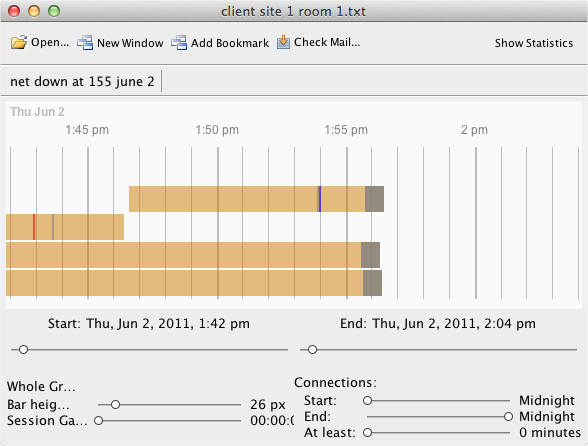 client site 1 room 1.txt
Open... New Window Add Bookmark Check Mail... Show Statistics
net down at 155 june 2
Thu Jun 2
1:45 pm 1:50 pm 1:55 pm 2 pm
Start: Thu, Jun 2, 2011, 1:42 pm End: Thu, Jun 2, 2011, 2:04 pm
Whole Gr...
Bar heig... 26 px
Session Ga... 00:00:0
Connections:
Start: Midnight
End: Midnight
At least: 0 minutes